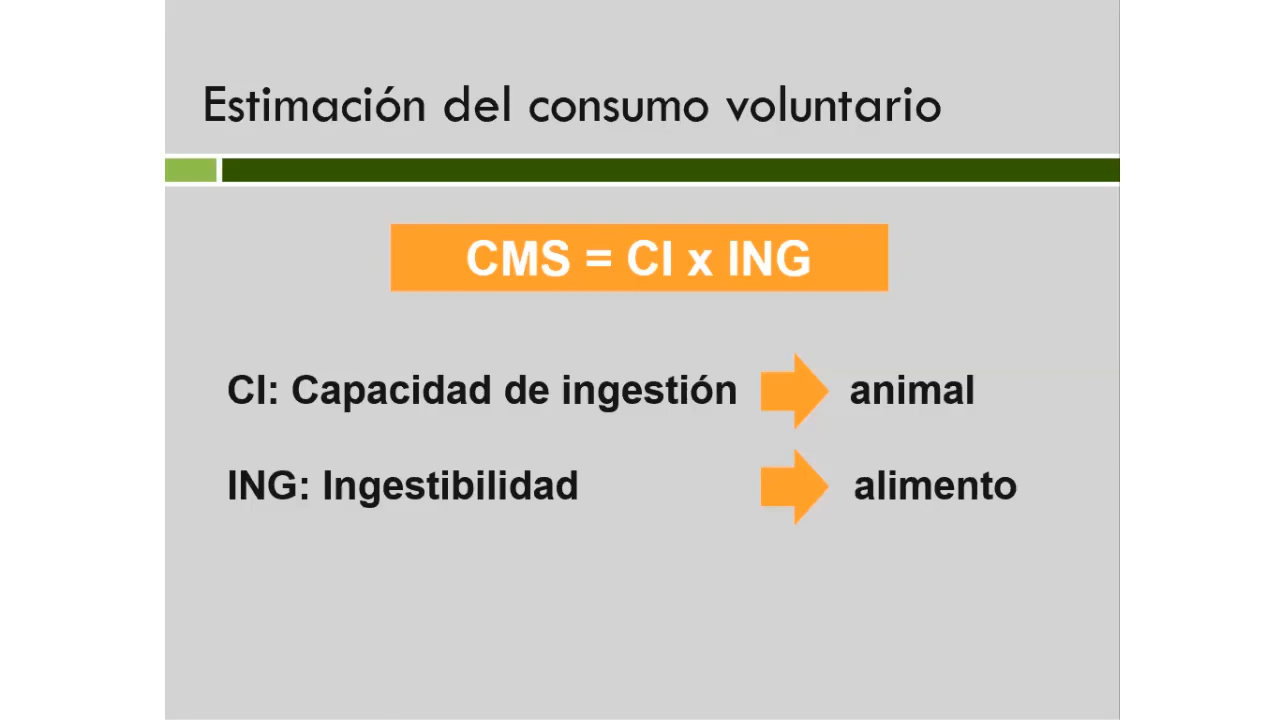 Estimación del consumo voluntario
CMS = CI x ING
CI: Capacidad de ingestión animal
ING: Ingestibilidad alimento